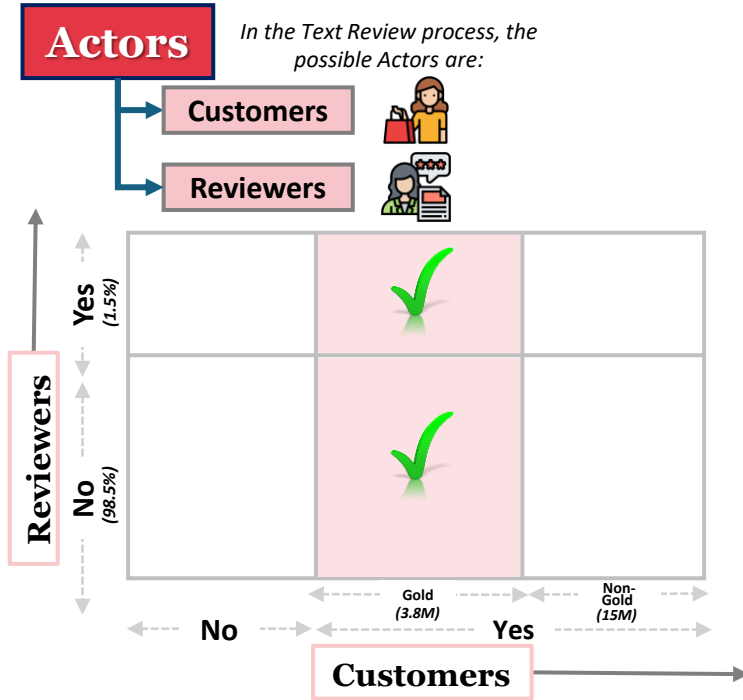 Actors
In the Text Review process, the
possible Actors are:
Customers
Reviewers
Yes
(1.5%)
Reviewers
No
(98.5%)
Gold
(3.8M)
Non-
Gold
(15M)
No
Yes
Customers